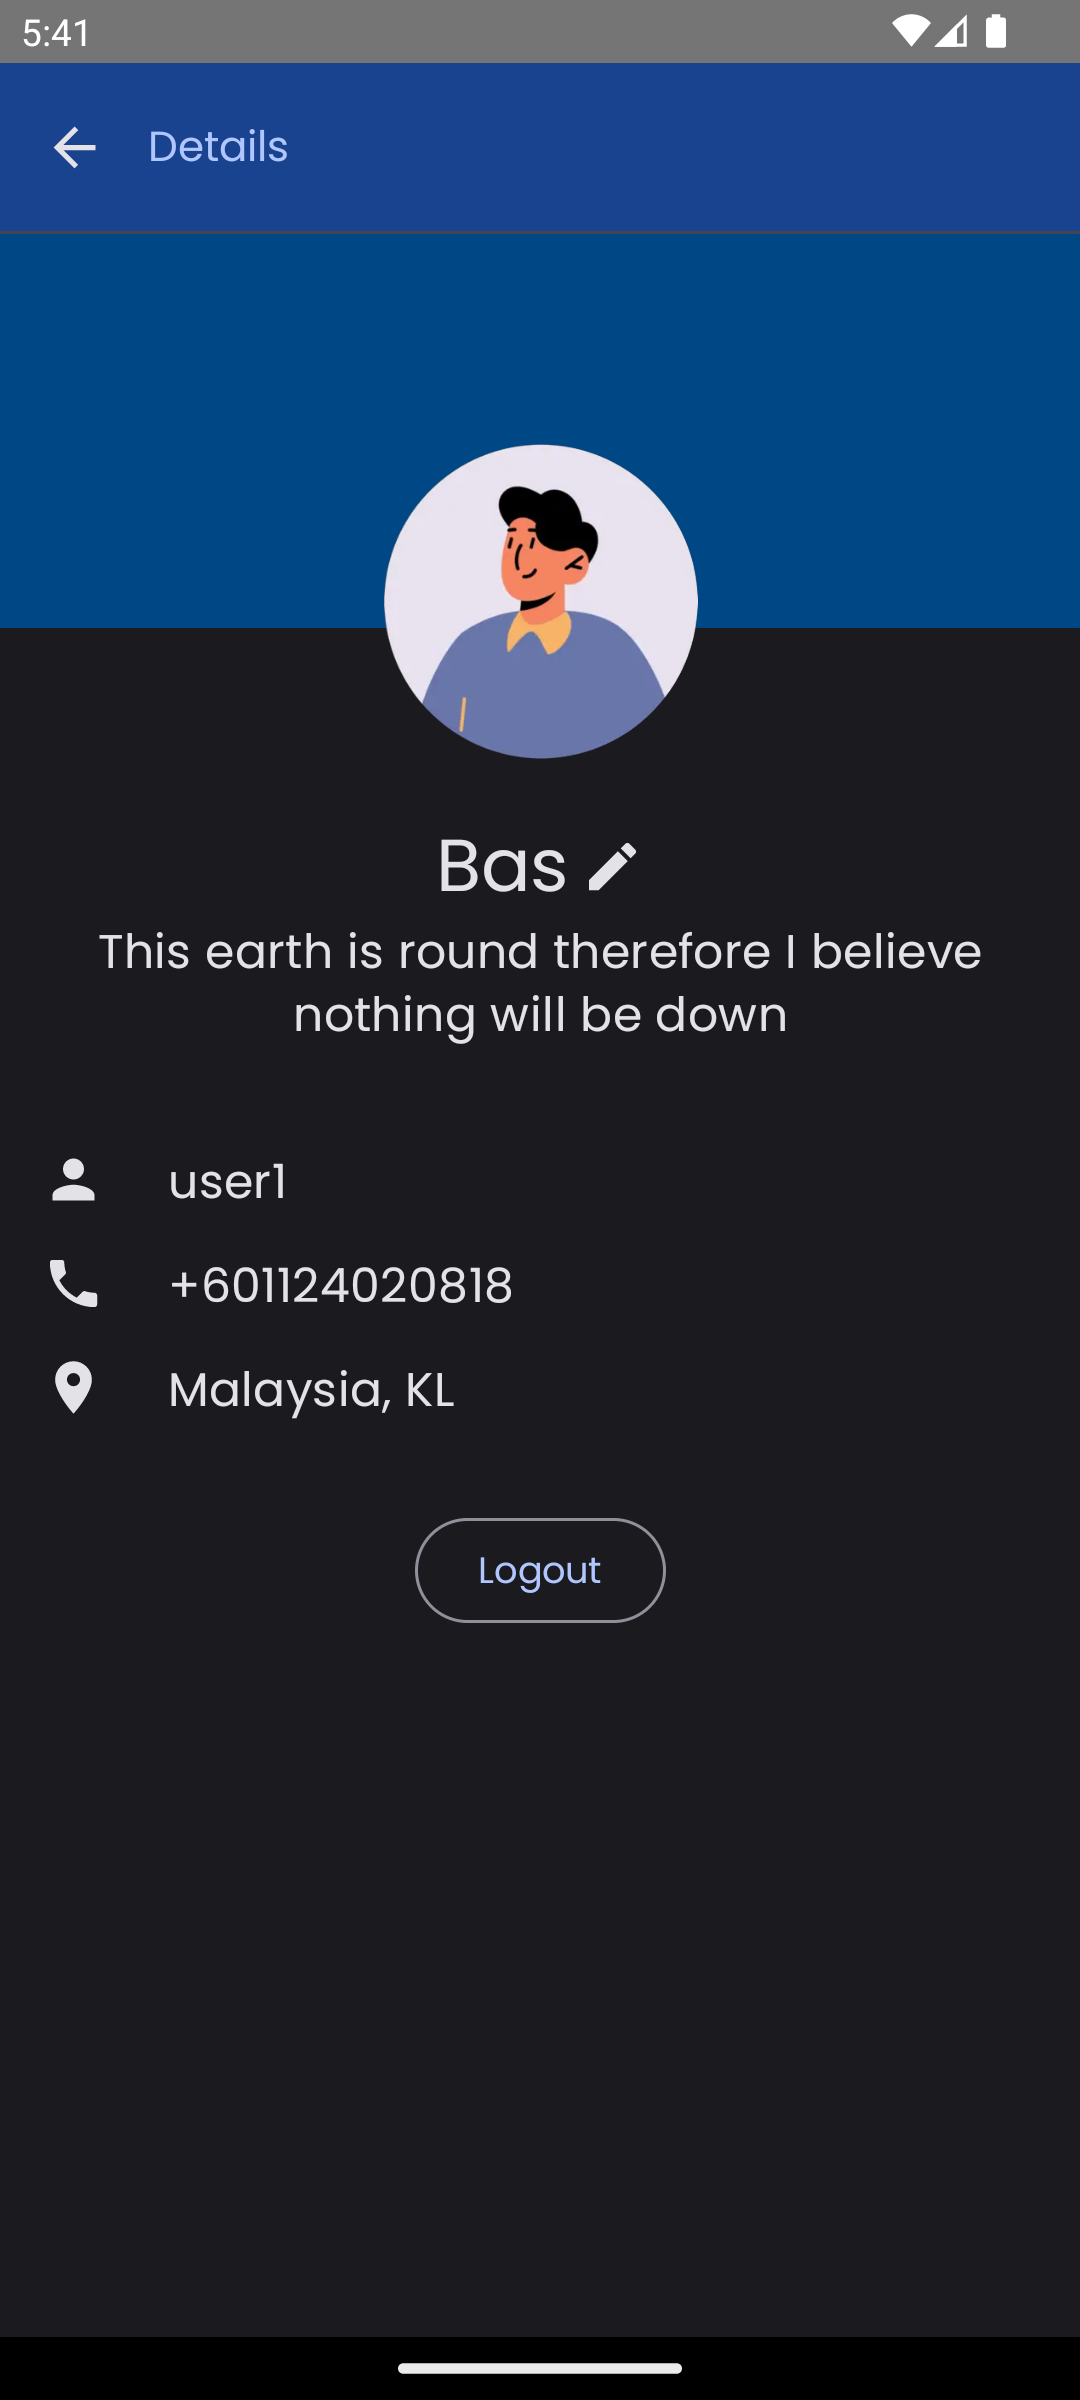 5:41
Details
Bas
This earth is round therefore I believe
nothing will be down
user1
+601124020818
Malaysia, KL
Logout